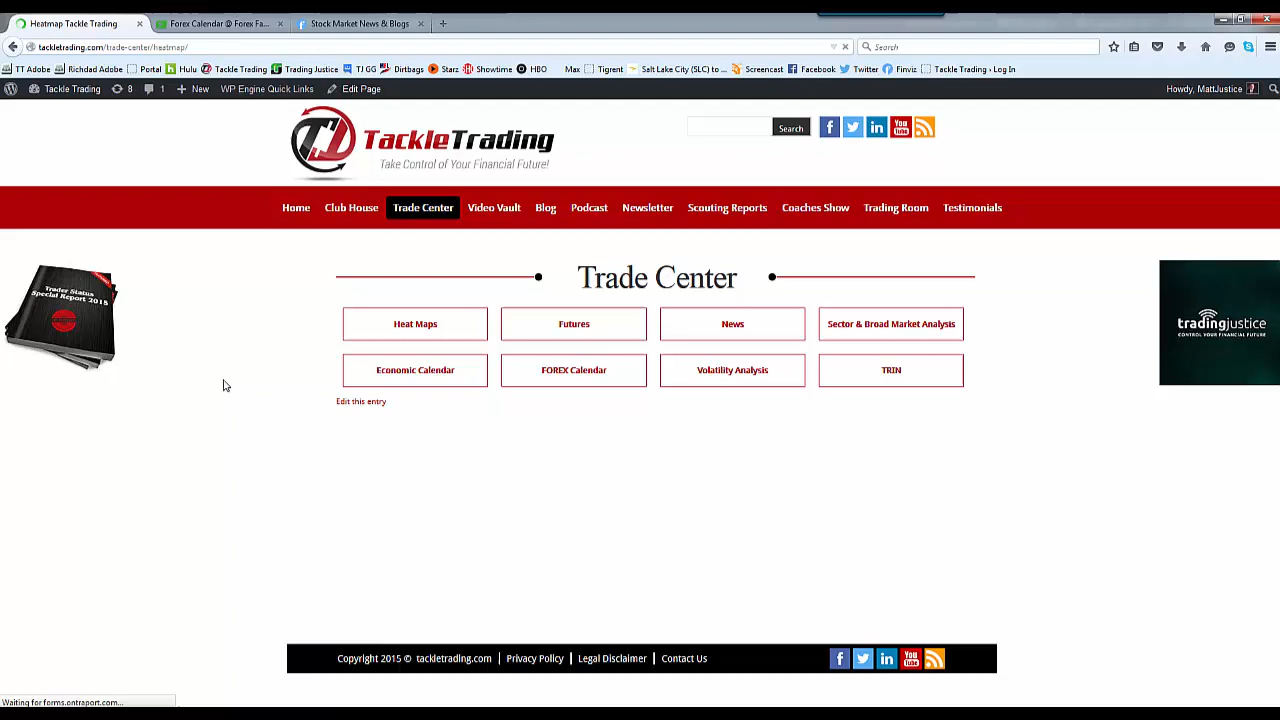 Heatmap Tackle Trading × Forex Calendar @ Forex Fa... × Stock Market News & Blogs × +
tackletrading.com/trade-center/heatmap/ Search
TT Adobe Richdad Adobe Portal Hulu Tackle Trading Trading Justice TJ GG Dirtbags Starz Showtime HBO Max Tigrent Salt Lake City (SLC) to ... Screencast Facebook Twitter Finviz Tackle Trading › Log In
Tackle Trading 8 1 New WP Engine Quick Links Edit Page Howdy, MattJustice
TackleTrading
Take Control of Your Financial Future!
Search
Home Club House Trade Center Video Vault Blog Podcast Newsletter Scouting Reports Coaches Show Trading Room Testimonials
Trader Status
Special Report 2015
Trade Center
tradingjustice
CONTROL YOUR FINANCIAL FUTURE
Heat Maps Futures News Sector & Broad Market Analysis
Economic Calendar FOREX Calendar Volatility Analysis TRIN
Edit this entry
Copyright 2015 © tackletrading.com | Privacy Policy | Legal Disclaimer | Contact Us
Waiting for forms.ontraport.com...